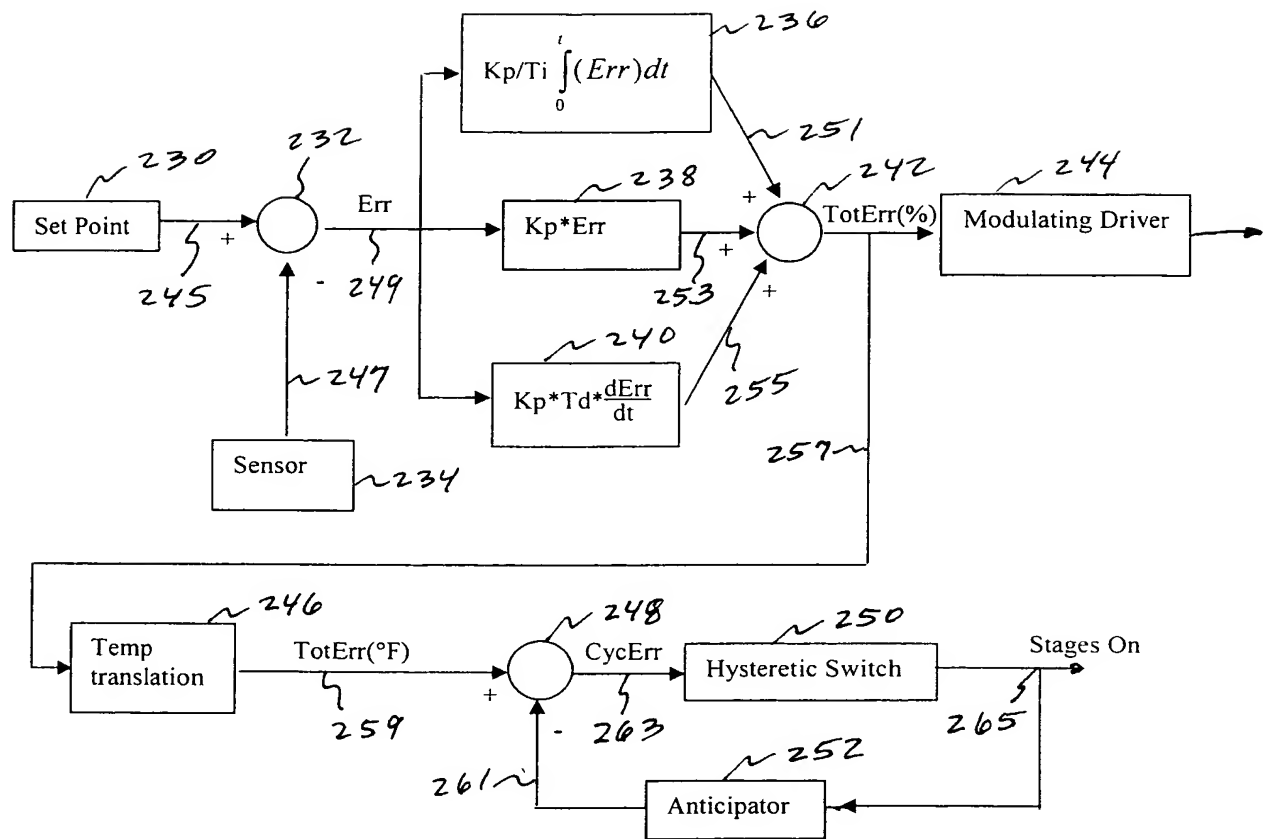 236
Kp/Ti ∫ t 0 (Err)dt
251
230
232
238
242
244
Set Point
+
Err
Kp*Err
+
+
TotErr(%)
Modulating Driver
245
-
249
253
+
240
255
247
Kp*Td*dErr/dt
257
Sensor
234
246
248
250
Temp
translation
TotErr(°F)
CycErr
Hysteretic Switch
Stages On
+
259
-
263
265
261
252
Anticipator